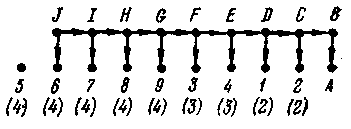 J I H G F E D C B
5 6 7 8 9 3 4 1 2 A
(4) (4) (4) (4) (4) (3) (3) (2) (2)